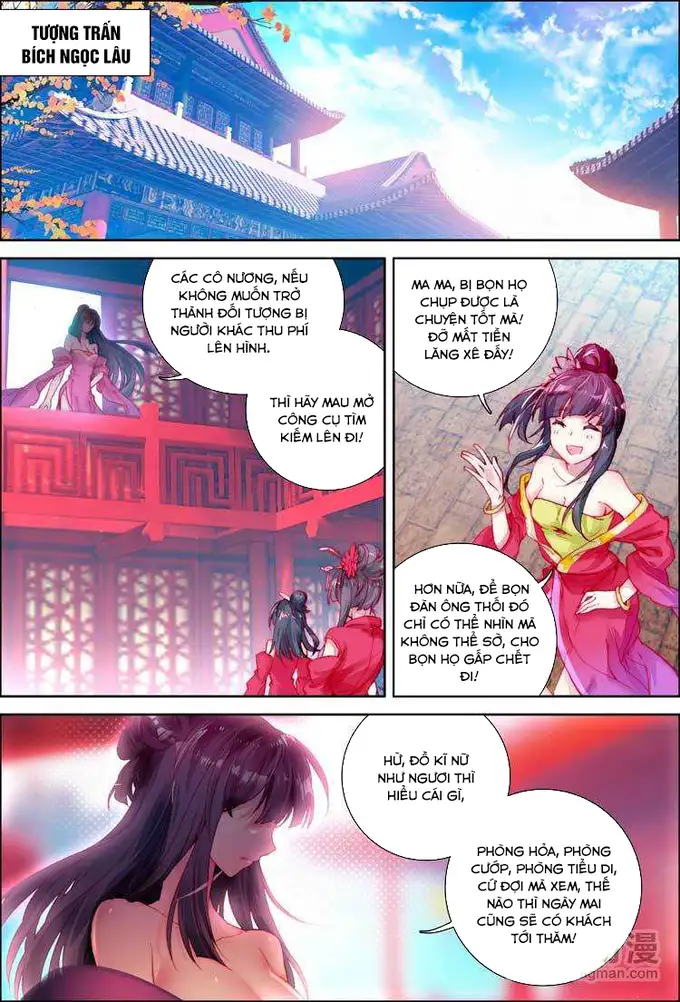 TƯỢNG TRẤN
BÍCH NGỌC LÂU
CÁC CÔ NƯƠNG, NẾU
KHÔNG MUỐN TRỞ
THÀNH ĐỐI TƯỢNG BỊ
NGƯỜI KHÁC THU PHÍ
LÊN HÌNH.
THÌ HÃY MAU MỞ
CÔNG CỤ TÌM
KIẾM LÊN ĐI!
MA MA, BỊ BỌN HỌ
CHỤP ĐƯỢC LÀ
CHUYỆN TỐT MÀ!
ĐỠ MẤT TIỀN
LĂNG XÊ ĐẤY!
HƠN NỮA, ĐỂ BỌN
ĐÀN ÔNG THỐI ĐÓ
CHỈ CÓ THỂ NHÌN MÀ
KHÔNG THỂ SỜ, CHO
BỌN HỌ GẤP CHẾT
ĐI!
HỪ, ĐỒ KĨ NỮ
NHƯ NGƯƠI THÌ
HIỂU CÁI GÌ,
PHÒNG HỎA, PHÒNG
CƯỚP, PHÒNG TIỂU DI,
CỨ ĐỢI MÀ XEM, THẾ
NÀO THÌ NGÀY MAI
CŨNG SẼ CÓ KHÁCH
TỚI THĂM!
漫
ngman.com